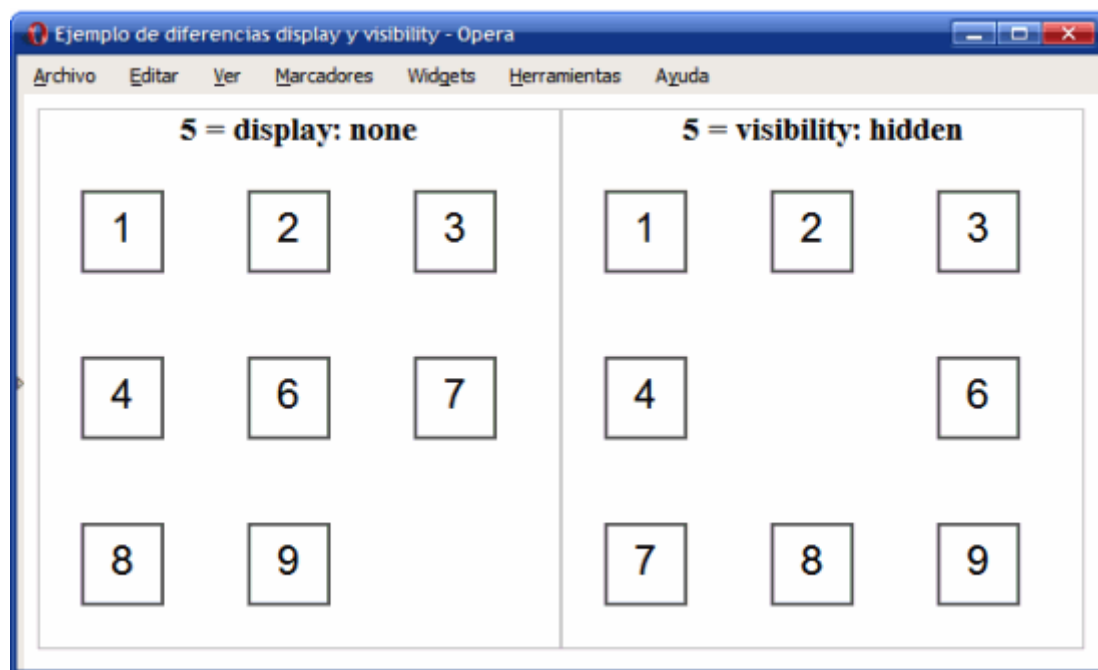 Ejemplo de diferencias display y visibility - Opera
Archivo Editar Ver Marcadores Widgets Herramientas Ayuda
5 = display: none
1 2 3
4 6 7
8 9
5 = visibility: hidden
1 2 3
4 6
7 8 9